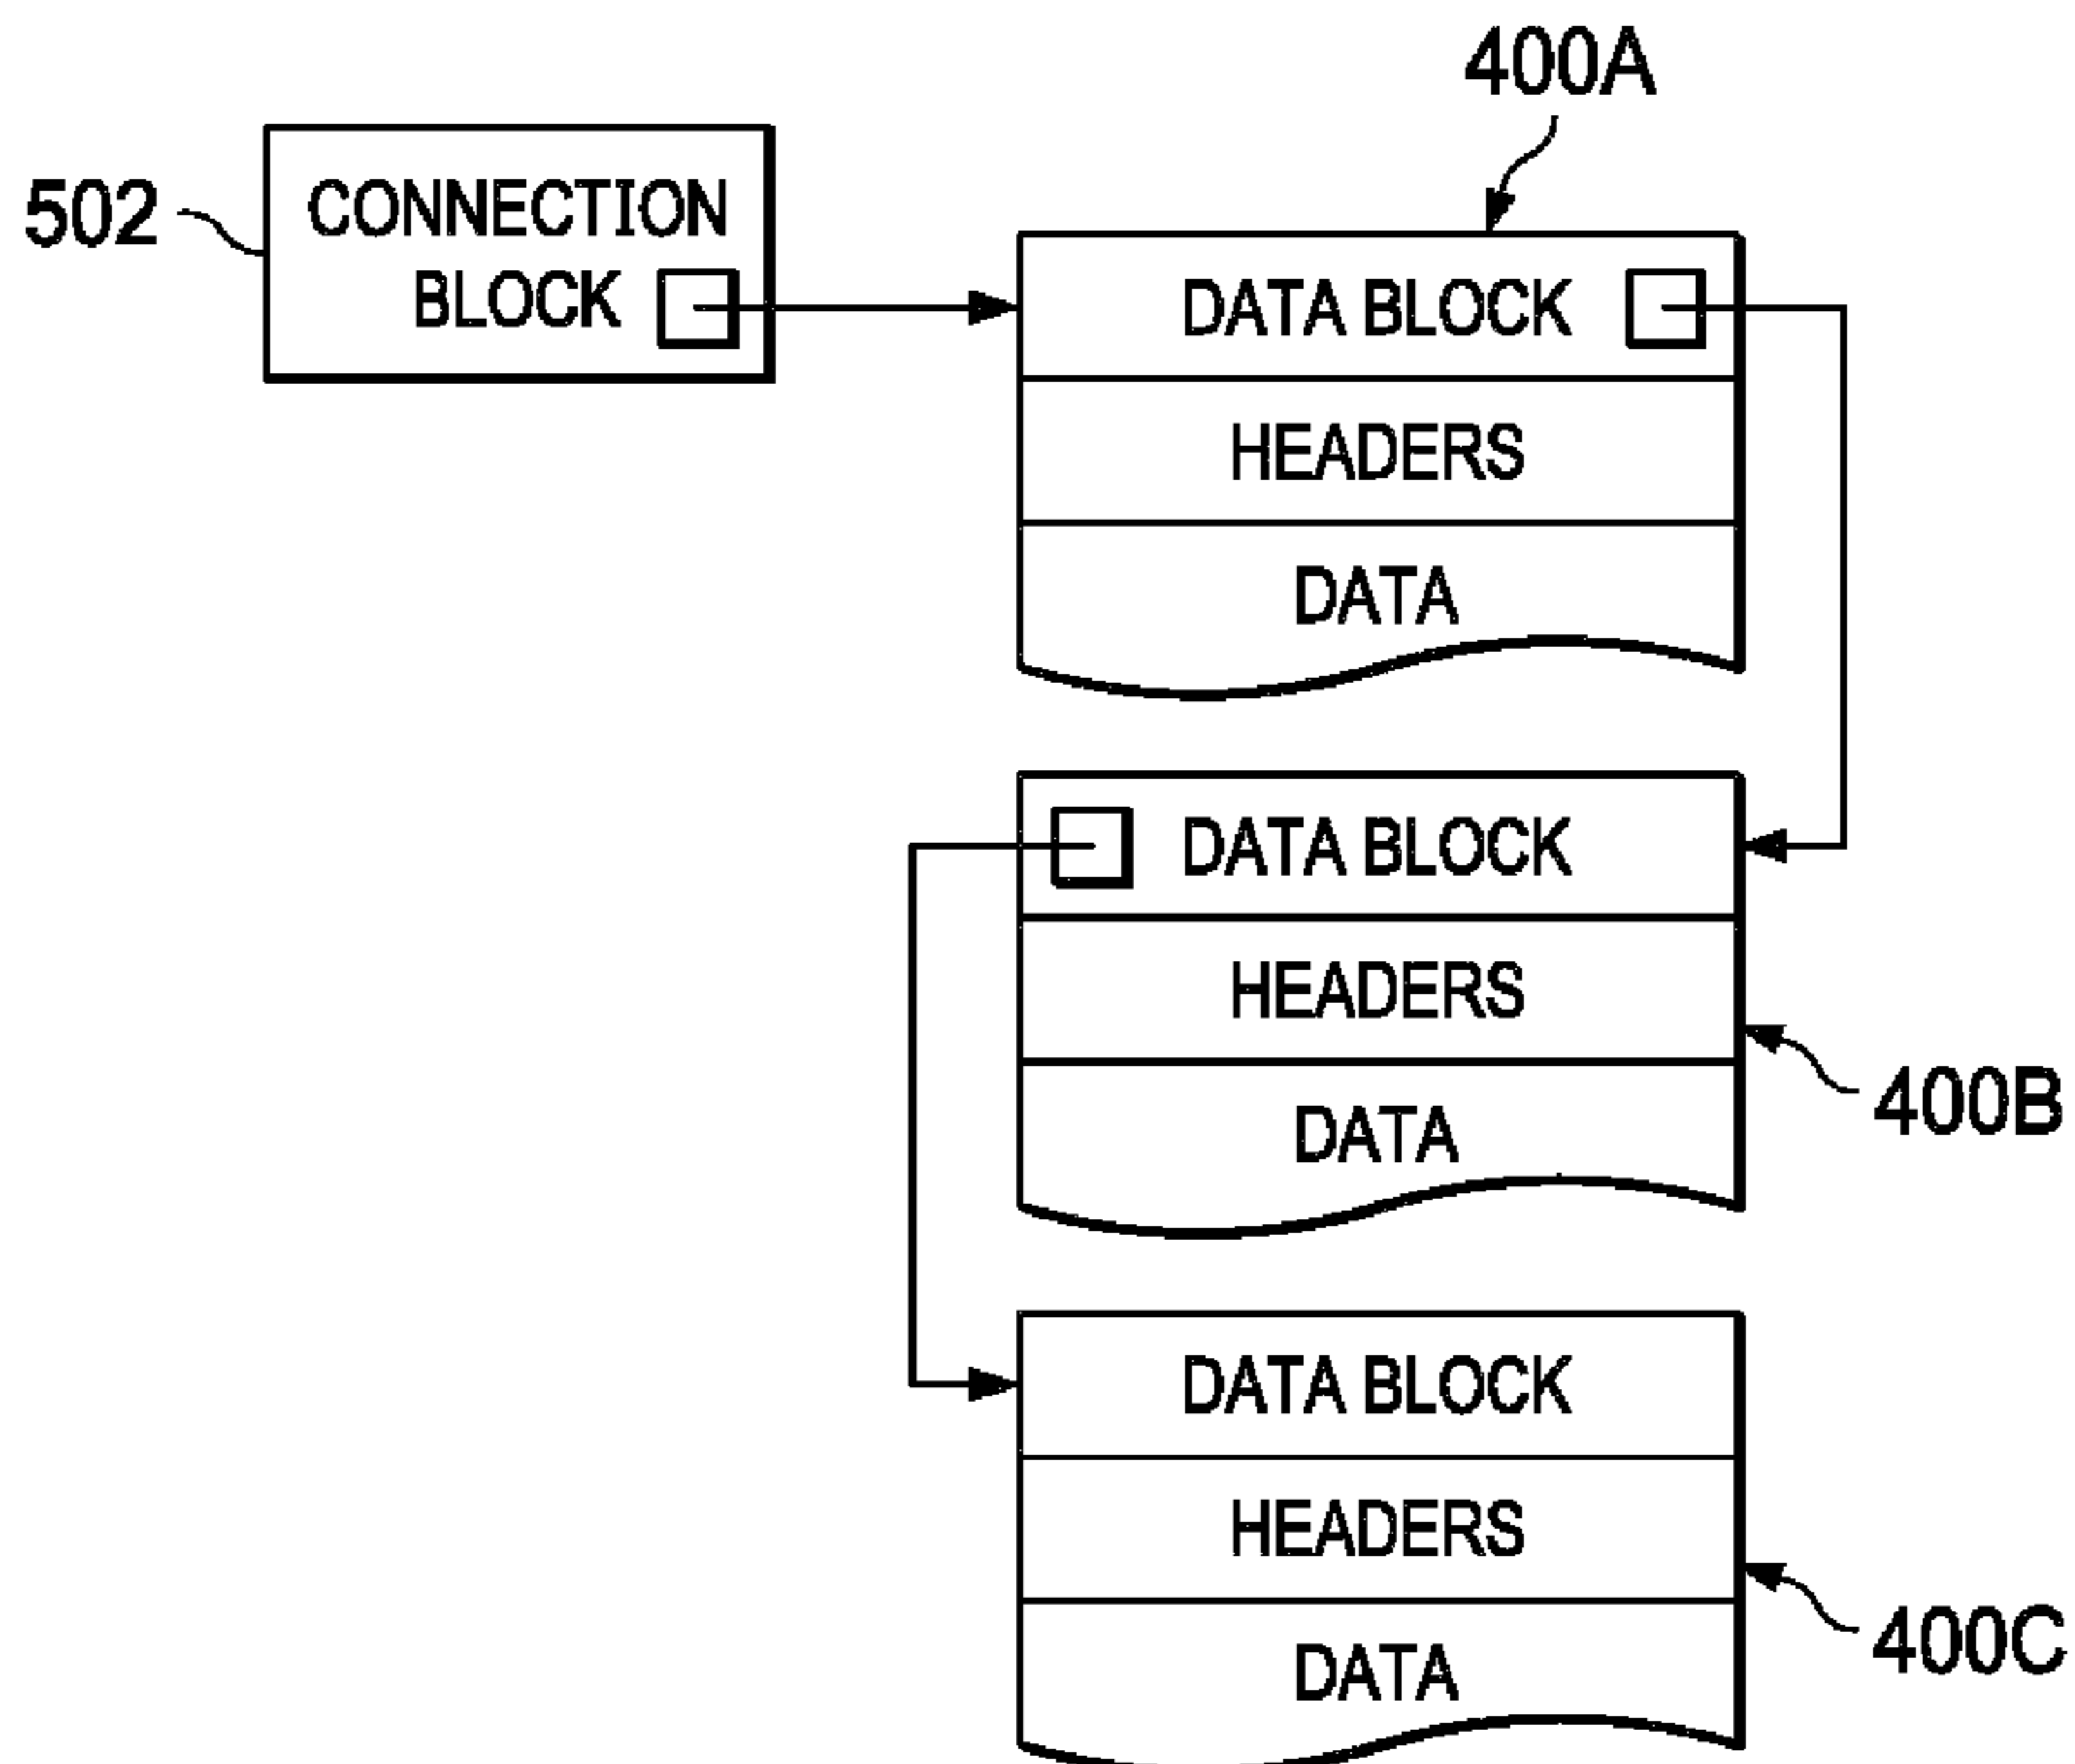 400A
502
CONNECTION
BLOCK
DATA BLOCK
HEADERS
DATA
DATA BLOCK
HEADERS
400B
DATA
DATA BLOCK
HEADERS
400C
DATA